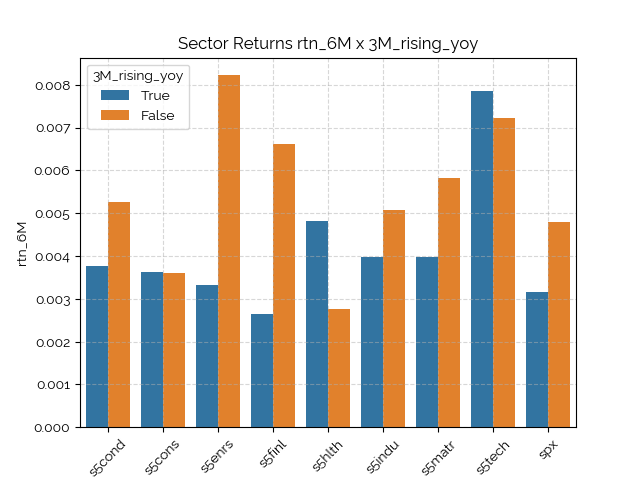 Sector Returns rtn_6M x 3M_rising_yoy
3M_rising_yoy
True
False
rtn_6M
0.008
0.007
0.006
0.005
0.004
0.003
0.002
0.001
0.000
s5cond
s5cons
s5enrs
s5finl
s5hlth
s5indu
s5matr
s5tech
spx